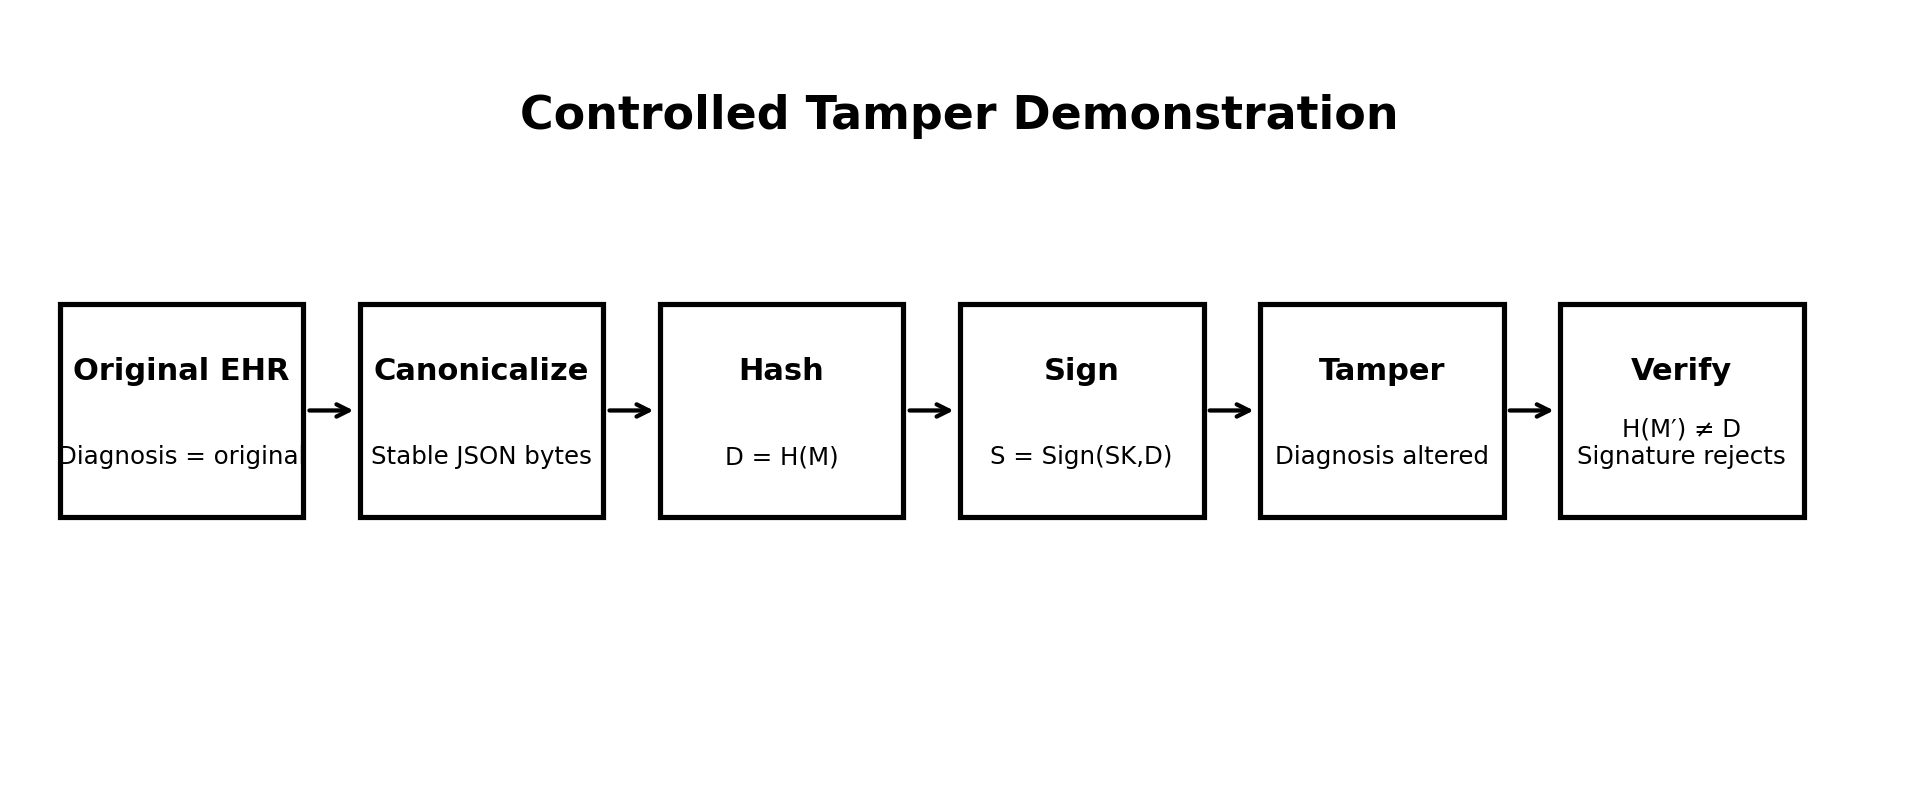 Controlled Tamper Demonstration
Original EHR
Diagnosis = original
Canonicalize
Stable JSON bytes
Hash
D = H(M)
Sign
S = Sign(SK,D)
Tamper
Diagnosis altered
Verify
H(M′) ≠ D
Signature rejects